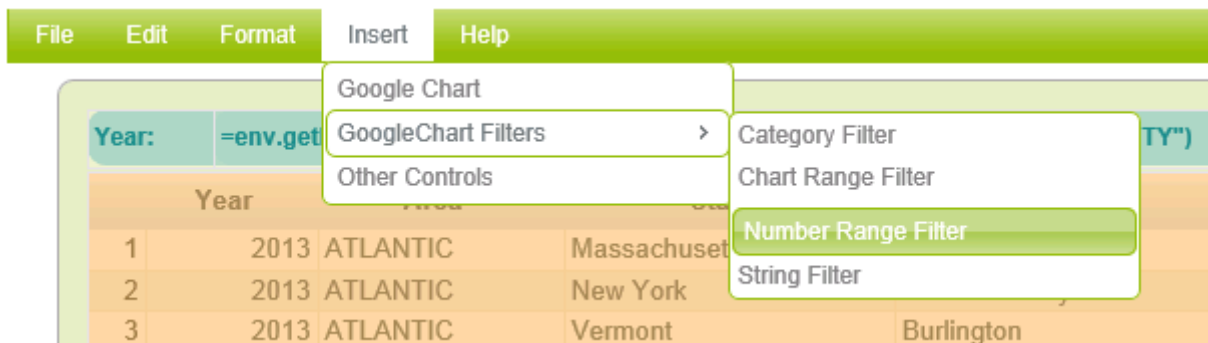 File Edit Format Insert Help
Google Chart
Year: =env.get GoogleChart Filters > Category Filter TY")
Other Controls Chart Range Filter
Year
Number Range Filter
1 2013 ATLANTIC Massachuset
String Filter
2 2013 ATLANTIC New York
3 2013 ATLANTIC Vermont Burlington